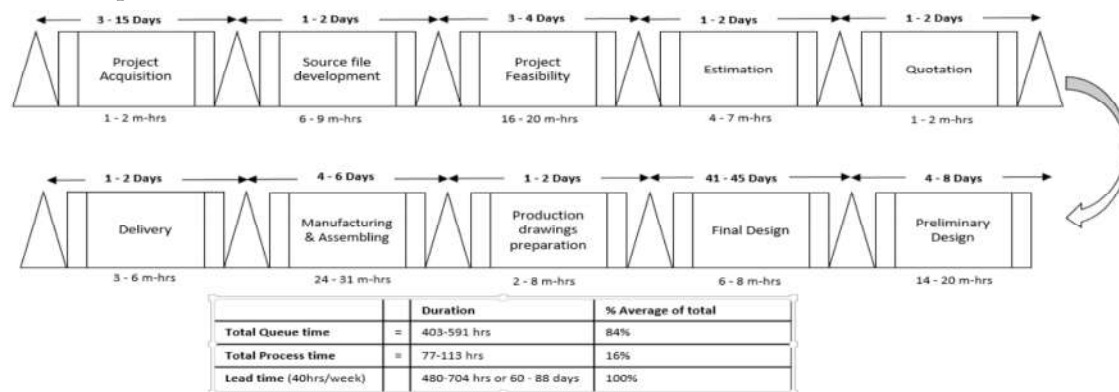 3 - 15 Days
1 - 2 Days
3 - 4 Days
1 - 2 Days
1 - 2 Days
Project
Acquisition
Source file
development
Project
Feasibility
Estimation
Quotation
1 - 2 m-hrs
6 - 9 m-hrs
16 - 20 m-hrs
4 - 7 m-hrs
1 - 2 m-hrs
1 - 2 Days
4 - 6 Days
1 - 2 Days
41 - 45 Days
4 - 8 Days
Delivery
Manufacturing
& Assembling
Production
drawings
preparation
Final Design
Preliminary
Design
3 - 6 m-hrs
24 - 31 m-hrs
2 - 8 m-hrs
6 - 8 m-hrs
14 - 20 m-hrs
Duration % Average of total
Total Queue time = 403-591 hrs 84%
Total Process time = 77-113 hrs 16%
Lead time (40hrs/week) 480-704 hrs or 60 - 88 days 100%